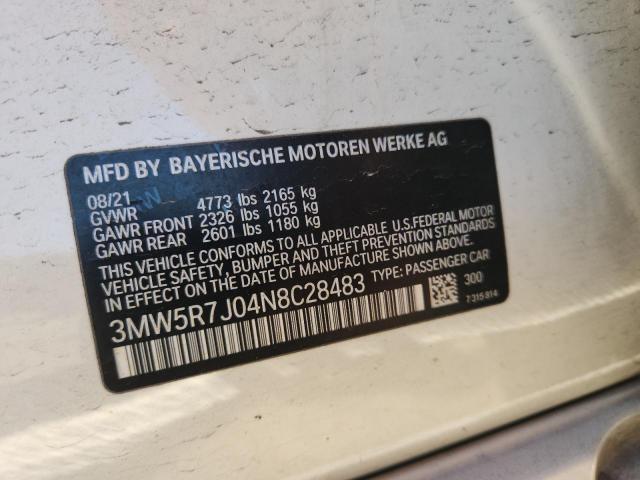 MFD BY BAYERISCHE MOTOREN WERKE AG
08/21
GVWR 4773 lbs 2165 kg
GAWR FRONT 2326 lbs 1055 kg
GAWR REAR 2601 lbs 1180 kg
THIS VEHICLE CONFORMS TO ALL APPLICABLE U.S.FEDERAL MOTOR
VEHICLE SAFETY, BUMPER AND THEFT PREVENTION STANDARDS
IN EFFECT ON THE DATE OF MANUFACTURE SHOWN ABOVE.
3MW5R7J04N8C28483 TYPE: PASSENGER CAR
300
7 315 814